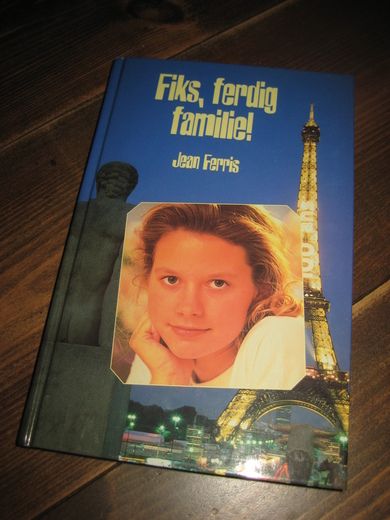 Fiks, ferdig
familie!
Jean Ferris